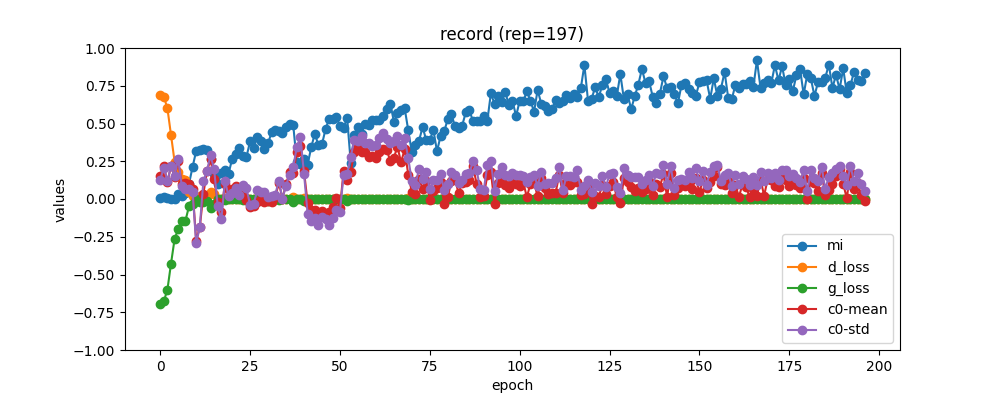 record (rep=197)
1.00
0.75
0.50
0.25
0.00
−0.25
−0.50
−0.75
−1.00
values
mi
d_loss
g_loss
c0-mean
c0-std
0 25 50 75 100 125 150 175 200
epoch